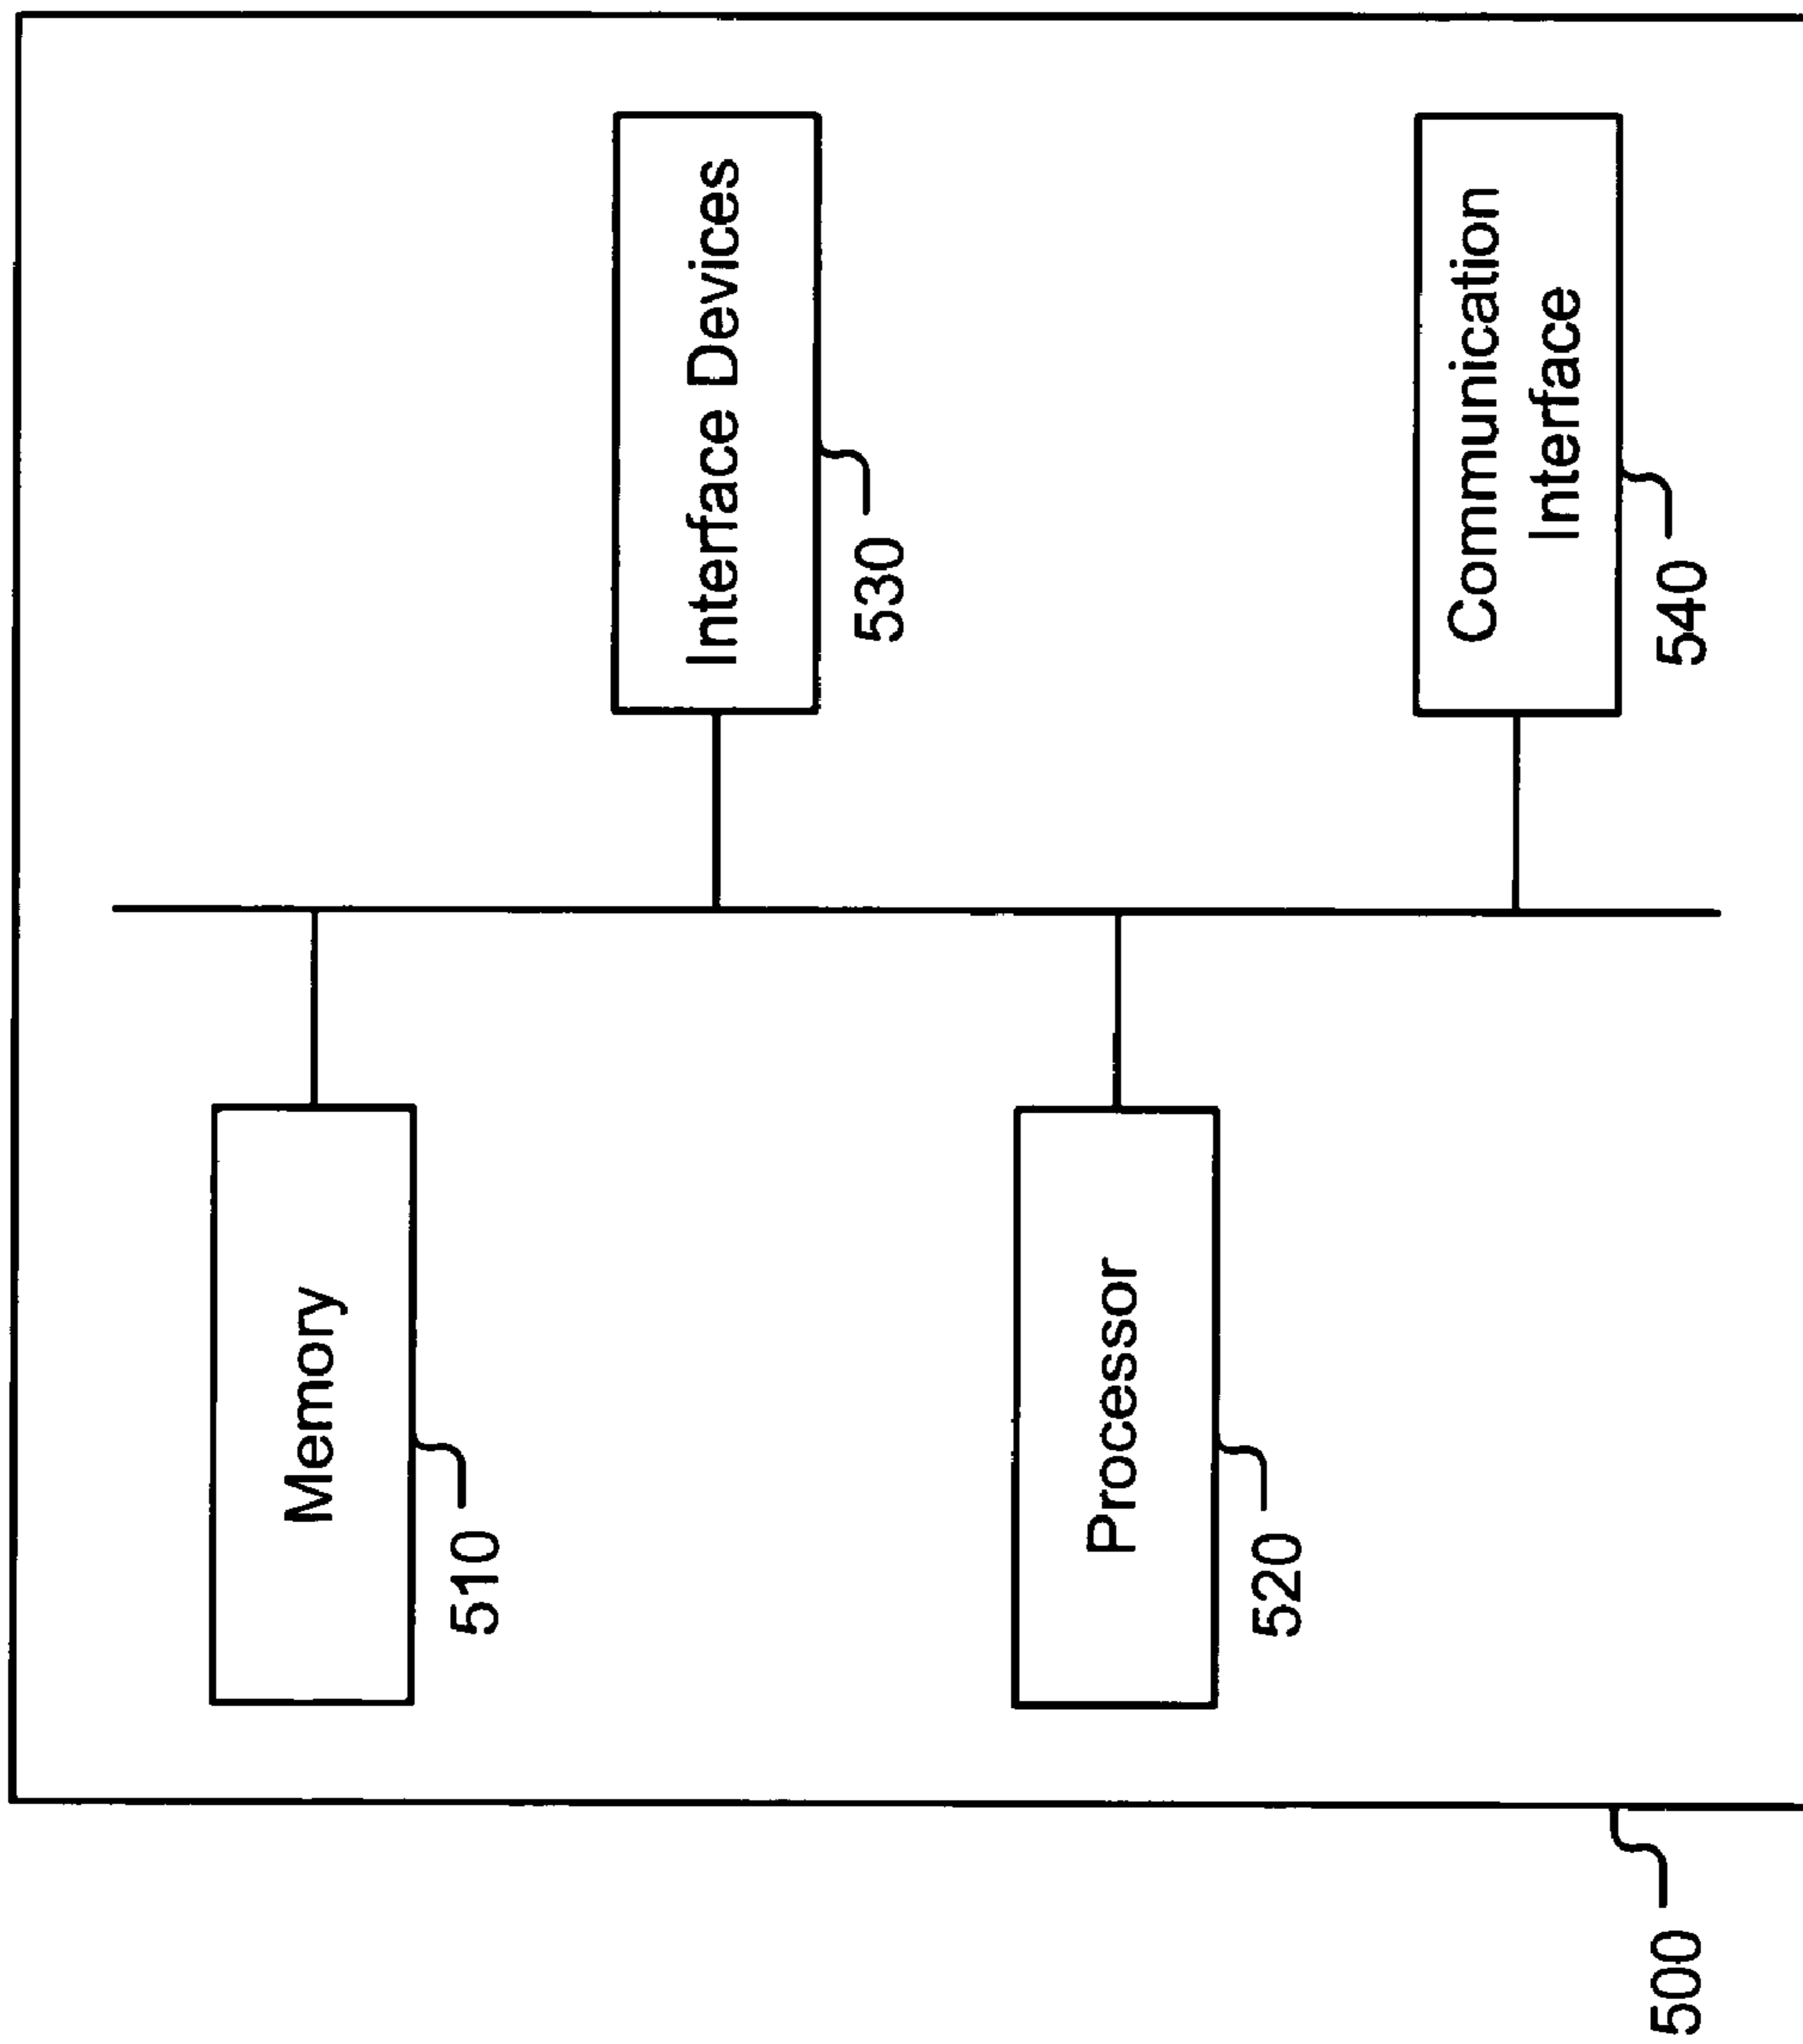 Memory
510
Interface Devices
530
Processor
520
Communication
Interface
540
500